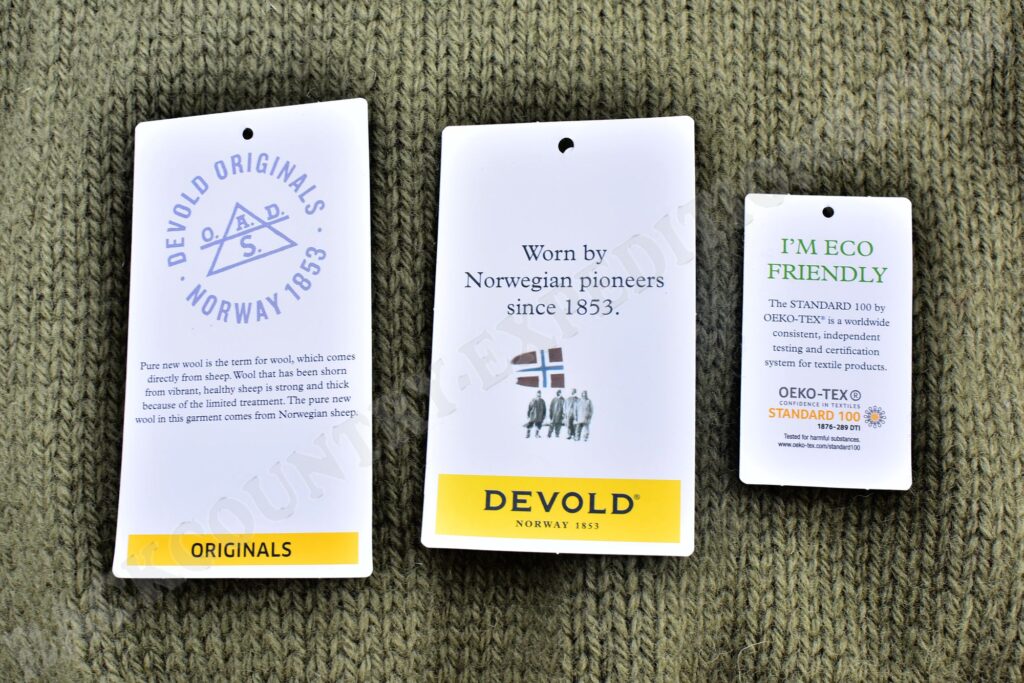 DEVOLD ORIGINALS
O. A. D.
S.
NORWAY 1853
Pure new wool is the term for wool, which comes
directly from sheep. Wool that has been shorn
from vibrant, healthy sheep is strong and thick
because of the limited treatment. The pure new
wool in this garment comes from Norwegian sheep.
ORIGINALS
Worn by
Norwegian pioneers
since 1853.
DEVOLD®
NORWAY 1853
I'M ECO
FRIENDLY
The STANDARD 100 by
OEKO-TEX® is a worldwide
consistent, independent
testing and certification
system for textile products.
OEKO-TEX®
CONFIDENCE IN TEXTILES
STANDARD 100
1876-289 DTI
Tested for harmful substances.
www.oeko-tex.com/standard100